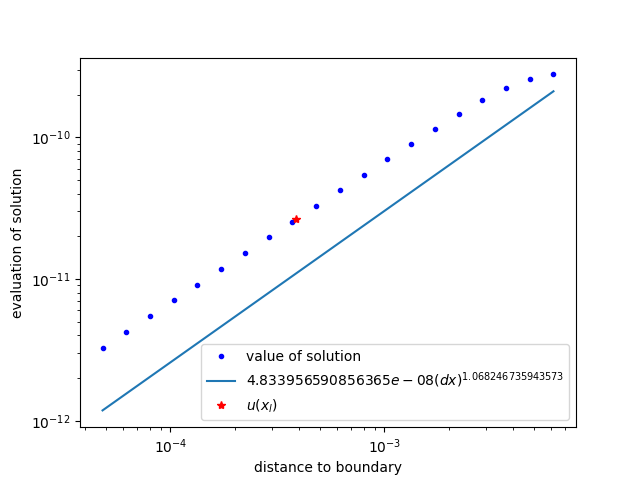 10⁻¹⁰
10⁻¹¹
10⁻¹²
evaluation of solution
value of solution
4.833956590856365e − 08(dx)^1.068246735943573
u(x_l)
10⁻⁴ 10⁻³
distance to boundary